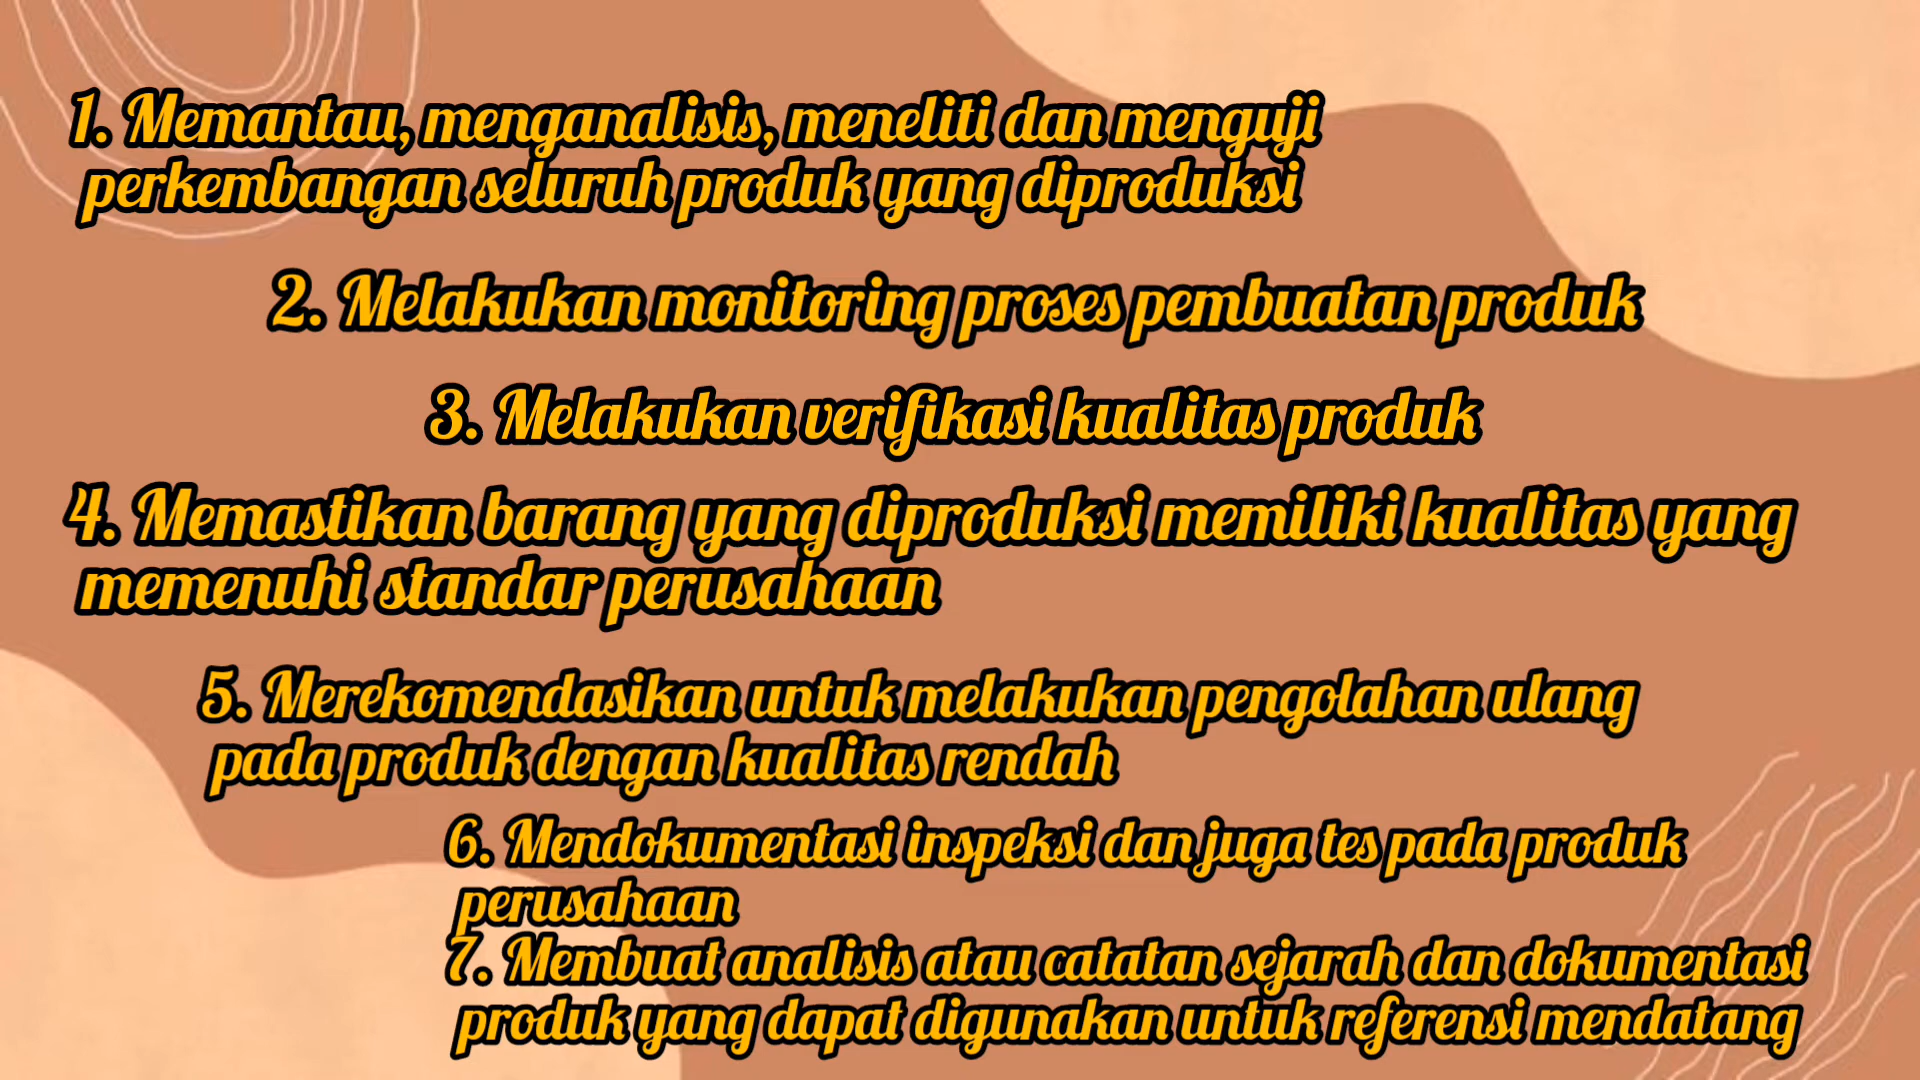 1. Memantau, menganalisis, meneliti dan menguji
perkembangan seluruh produk yang diproduksi
2. Melakukan monitoring proses pembuatan produk
3. Melakukan verifikasi kualitas produk
4. Memastikan barang yang diproduksi memiliki kualitas yang
memenuhi standar perusahaan
5. Merekomendasikan untuk melakukan pengolahan ulang
pada produk dengan kualitas rendah
6. Mendokumentasi inspeksi dan juga tes pada produk
perusahaan
7. Membuat analisis atau catatan sejarah dan dokumentasi
produk yang dapat digunakan untuk referensi mendatang